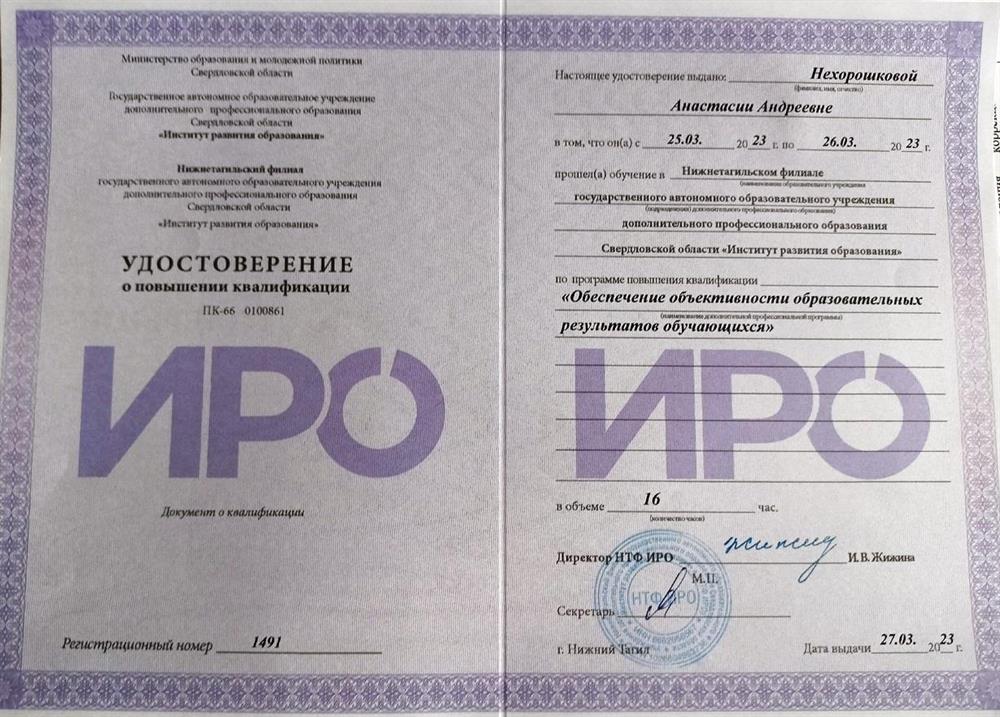 Министерство образования и молодежной политики
Свердловской области
Государственное автономное образовательное учреждение
дополнительного профессионального образования
Свердловской области
«Институт развития образования»
Нижнетагильский филиал
государственного автономного образовательного учреждения
дополнительного профессионального образования
Свердловской области
«Институт развития образования»
УДОСТОВЕРЕНИЕ
о повышении квалификации
ПК-66 0100861
ИРО
Документ о квалификации
Регистрационный номер 1491
Настоящее удостоверение выдано: Нехорошковой
(фамилия, имя, отчество)
Анастасии Андреевне
в том, что он(а) с 25.03. 20 23 г. по 26.03. 20 23 г.
прошел(а) обучение в Нижнетагильском филиале
(наименование образовательного учреждения
государственного автономного образовательного учреждения
(подразделения) дополнительного профессионального образования)
дополнительного профессионального образования
Свердловской области «Институт развития образования»
по программе повышения квалификации
«Обеспечение объективности образовательных
(наименование дополнительной профессиональной программы)
результатов обучающихся»
ИРО
в объеме 16 час.
(количество часов)
Директор НТФ ИРО И. В. Жижина
М.П.
НТФ ИРО
Секретарь
г. Нижний Тагил Дата выдачи 27.03. 20 23 г.